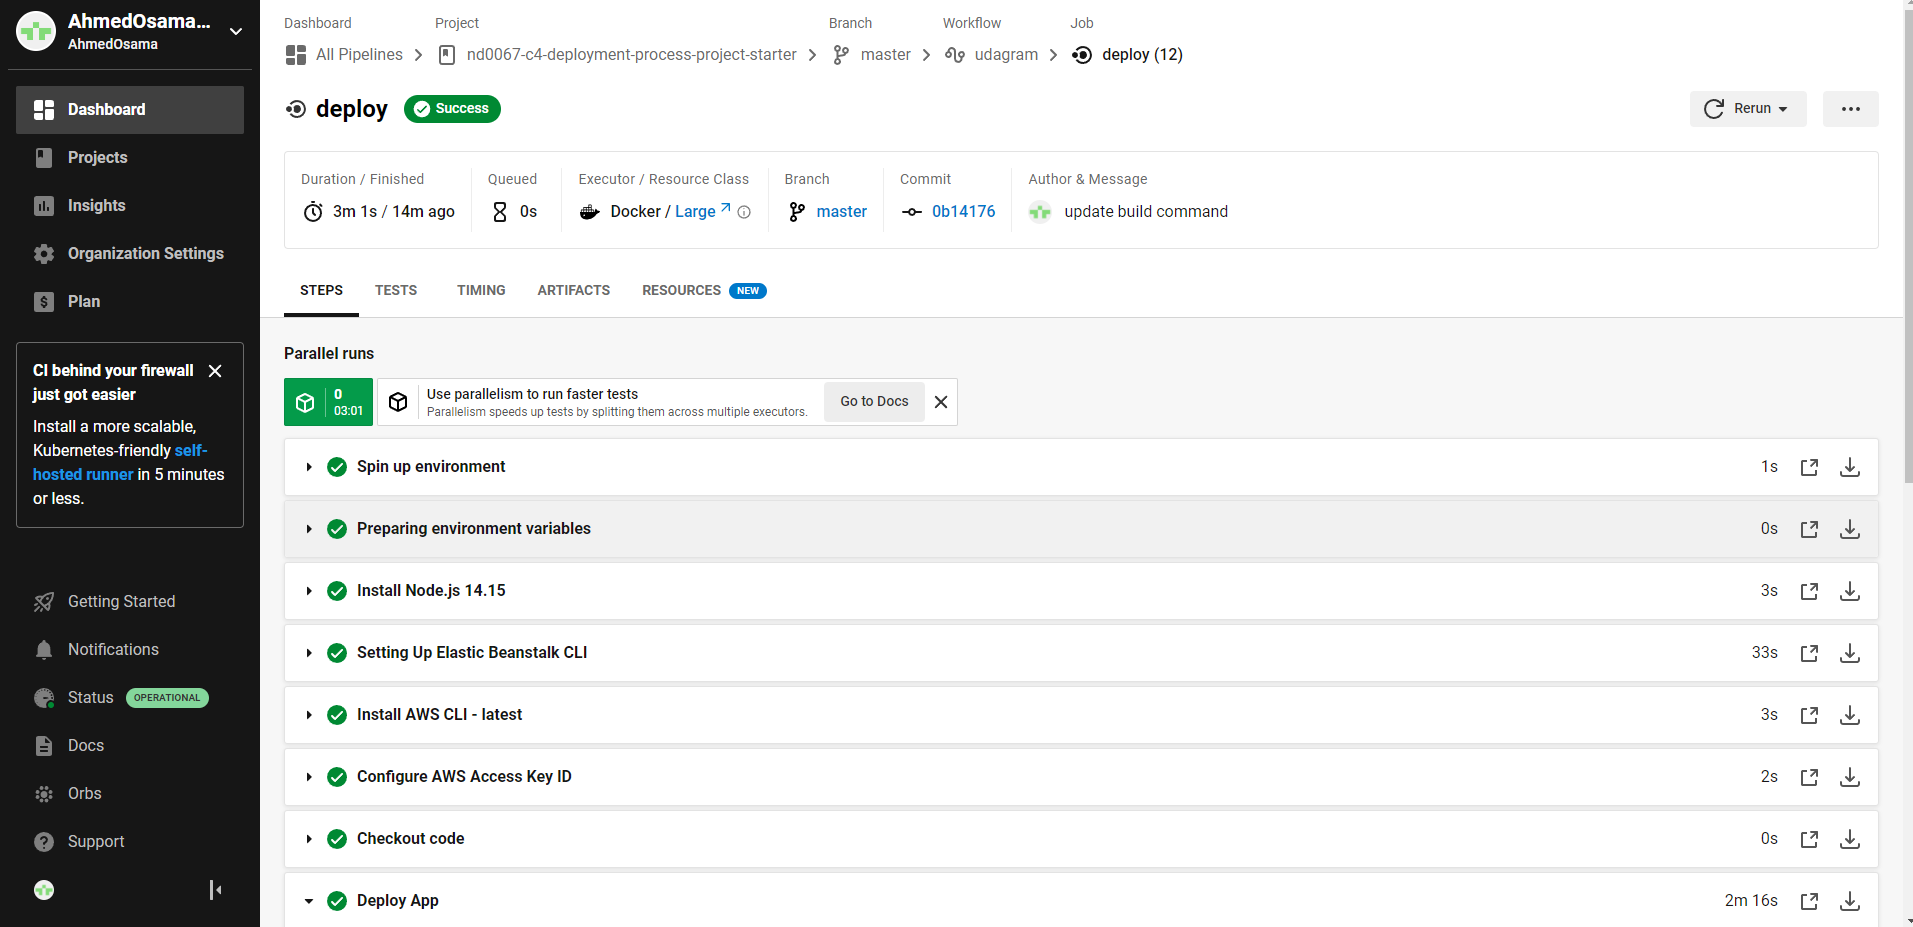 AhmedOsama...
AhmedOsama
Dashboard
Projects
Insights
Organization Settings
Plan
CI behind your firewall
just got easier
Install a more scalable,
Kubernetes-friendly self-
hosted runner in 5 minutes
or less.
Getting Started
Notifications
Status OPERATIONAL
Docs
Orbs
Support
Dashboard Project Branch Workflow Job
All Pipelines nd0067-c4-deployment-process-project-starter master udagram deploy (12)
deploy Success Rerun
Duration / Finished Queued Executor / Resource Class Branch Commit Author & Message
3m 1s / 14m ago 0s Docker / Large master 0b14176 update build command
STEPS TESTS TIMING ARTIFACTS RESOURCES NEW
Parallel runs
0
03:01
Use parallelism to run faster tests
Parallelism speeds up tests by splitting them across multiple executors.
Go to Docs
Spin up environment 1s
Preparing environment variables 0s
Install Node.js 14.15 3s
Setting Up Elastic Beanstalk CLI 33s
Install AWS CLI - latest 3s
Configure AWS Access Key ID 2s
Checkout code 0s
Deploy App 2m 16s